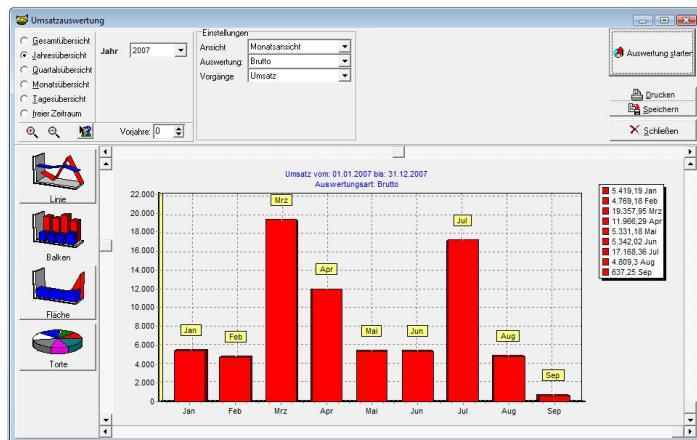 Umsatzauswertung
Gesamtübersicht
Jahresübersicht
Quartalsübersicht
Monatsübersicht
Tagesübersicht
freier Zeitraum
Jahr 2007
Vorjahre: 0
Einstellungen
Ansicht Monatsansicht
Auswertung: Brutto
Vorgänge Umsatz
Auswertung starten
Drucken
Speichern
Schließen
Linie
Balken
Fläche
Torte
Umsatz vom: 01.01.2007 bis: 31.12.2007
Auswertungsart: Brutto
22.000
20.000
18.000
16.000
14.000
12.000
10.000
8.000
6.000
4.000
2.000
0
Jan
Feb
Mrz
Apr
Mai
Jun
Jul
Aug
Sep
Jan Feb Mrz Apr Mai Jun Jul Aug Sep
5.419,19 Jan
4.769,18 Feb
19.357,95 Mrz
11.966,29 Apr
5.331,18 Mai
5.342,02 Jun
17.168,36 Jul
4.809,3 Aug
637,25 Sep